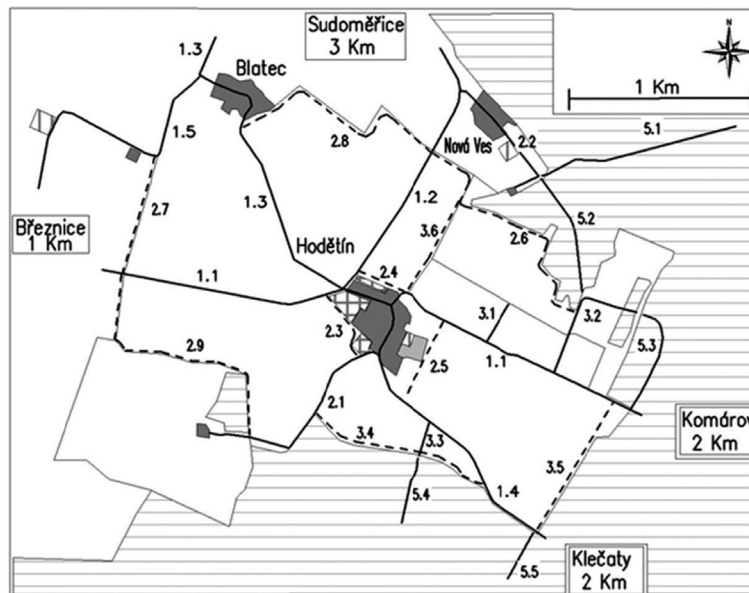 Sudoměřice
3 Km
N
1.3
Blatec
1 Km
5.1
1.5
2.8
Nová Ves
2.2
2.7
1.3
1.2
5.2
Březnice
1 Km
3.6
2.6
Hodětín
1.1
2.4
3.1
3.2
2.3
1.1
5.3
2.9
2.5
2.1
3.4
3.3
Komárov
2 Km
3.5
1.4
5.4
Klečaty
2 Km
5.5